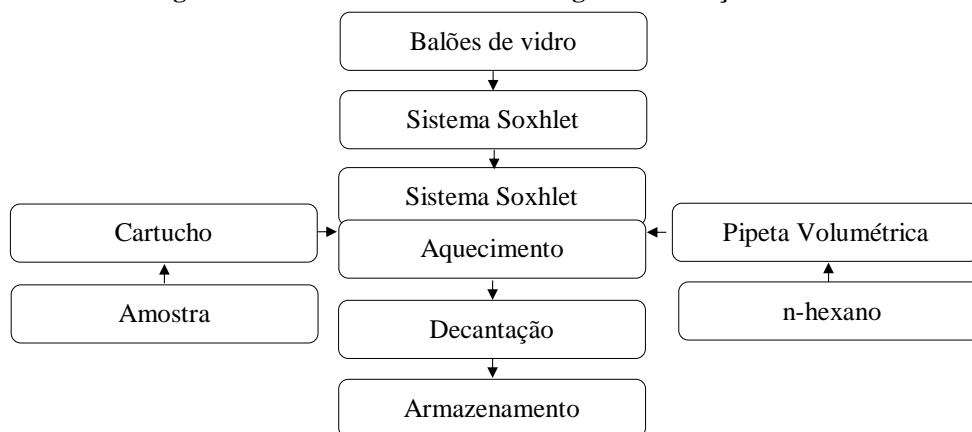 Balões de vidro
Sistema Soxhlet
Sistema Soxhlet
Cartucho
Aquecimento
Pipeta Volumétrica
Amostra
n-hexano
Decantação
Armazenamento